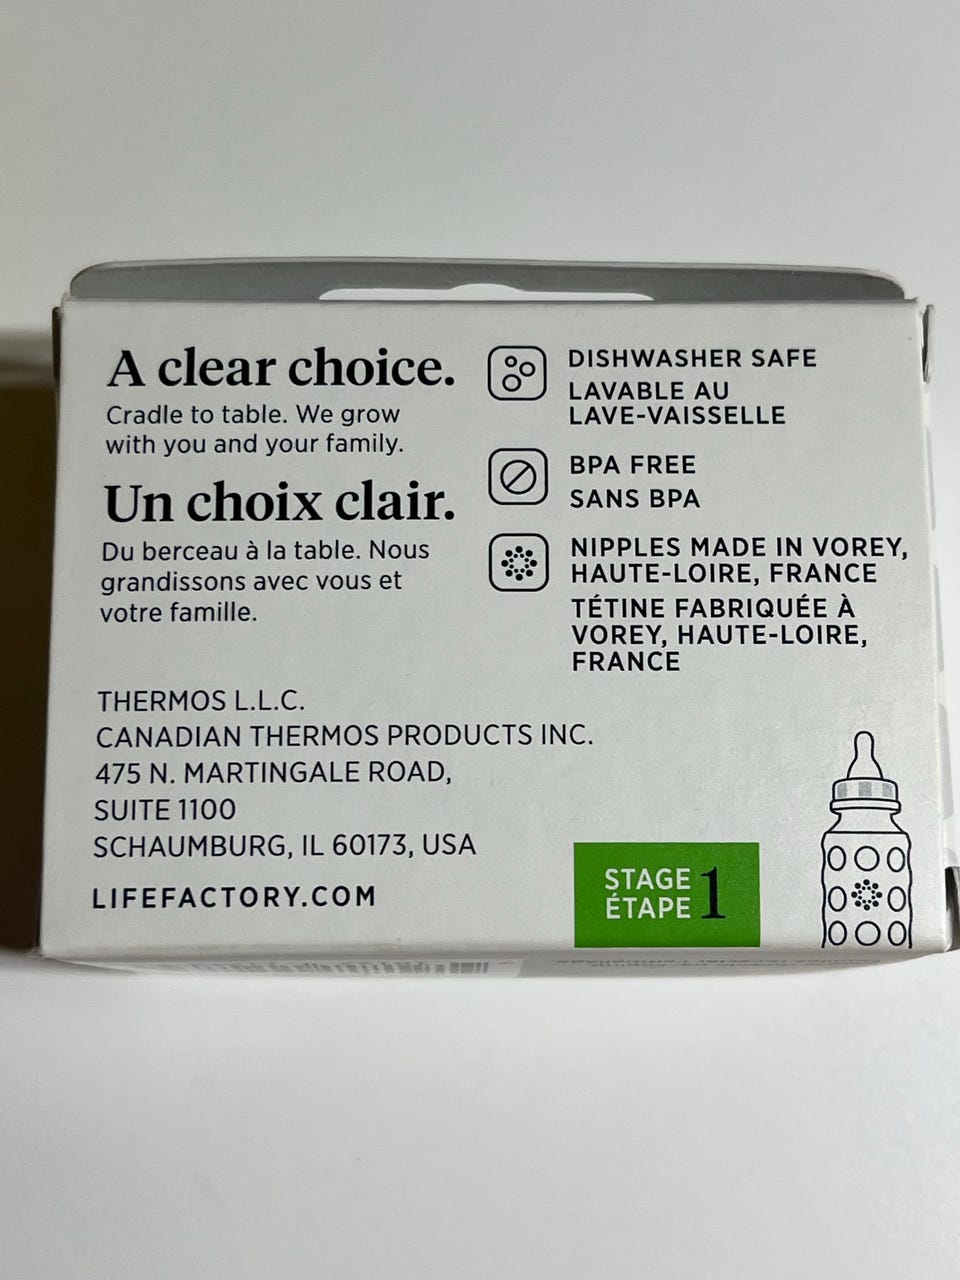 A clear choice.
Cradle to table. We grow
with you and your family.
Un choix clair.
Du berceau à la table. Nous
grandissons avec vous et
votre famille.
DISHWASHER SAFE
LAVABLE AU
LAVE-VAISSELLE
BPA FREE
SANS BPA
NIPPLES MADE IN VOREY,
HAUTE-LOIRE, FRANCE
TÉTINE FABRIQUÉE À
VOREY, HAUTE-LOIRE,
FRANCE
THERMOS L.L.C.
CANADIAN THERMOS PRODUCTS INC.
475 N. MARTINGALE ROAD,
SUITE 1100
SCHAUMBURG, IL 60173, USA
LIFEFACTORY.COM
STAGE 1
ÉTAPE